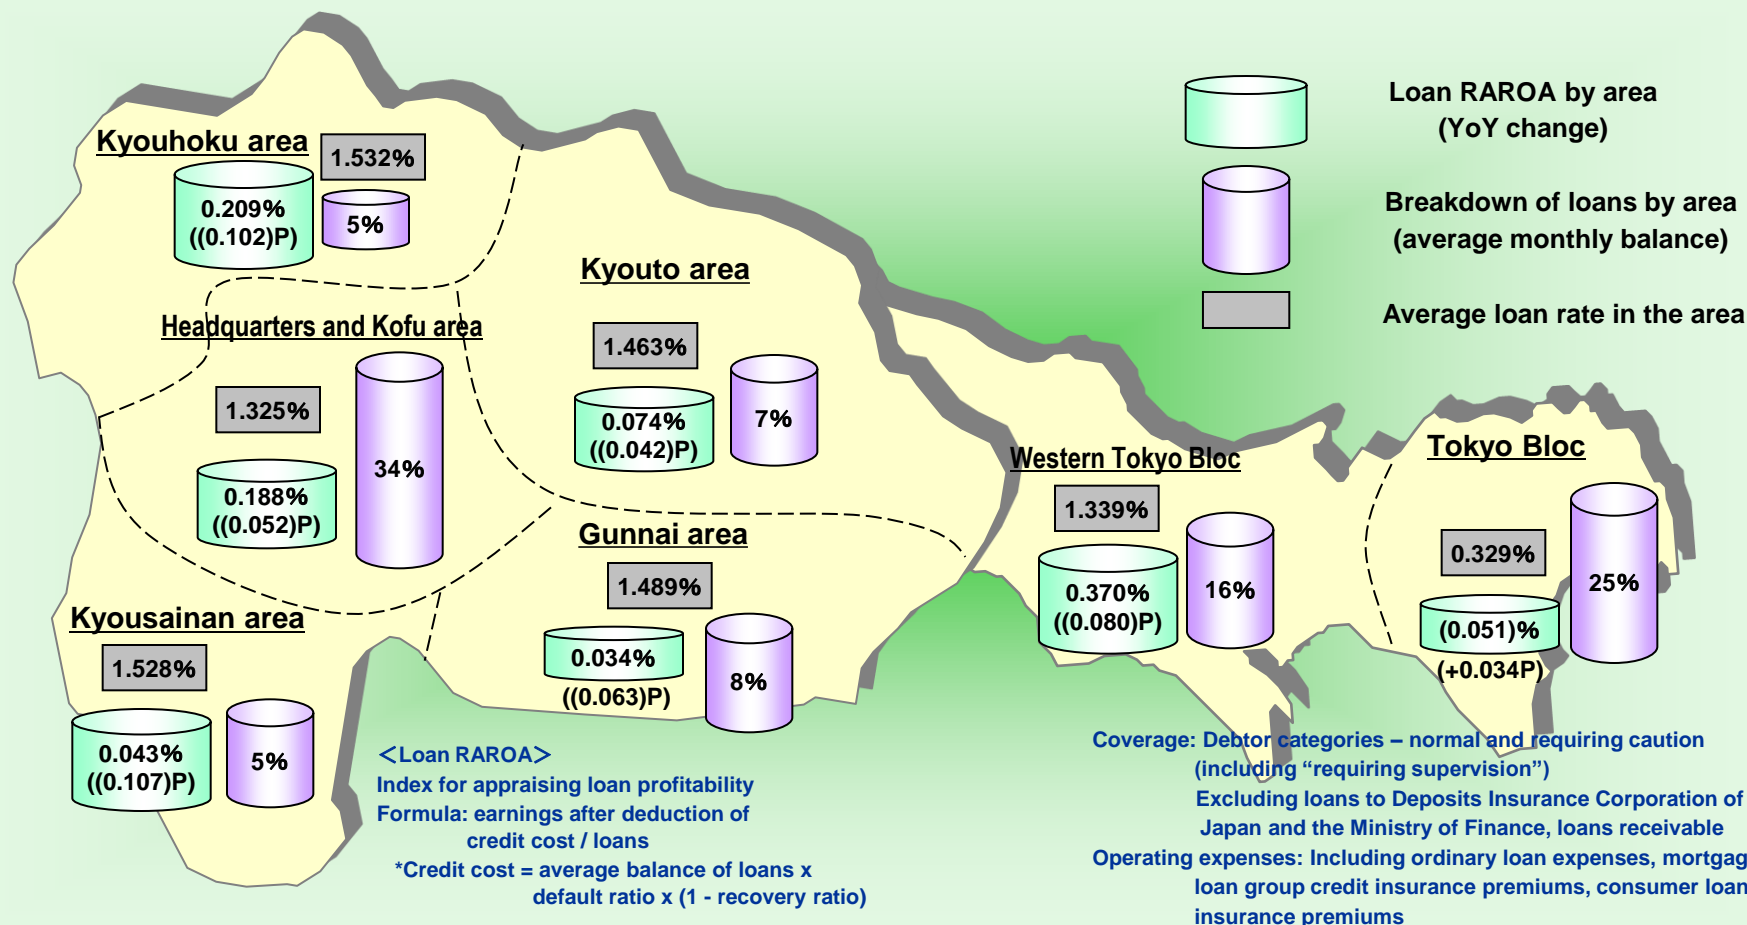 Kyouhoku area
1.532%
0.209%
((0.102)P)
5%
Headquarters and Kofu area
1.325%
34%
0.188%
((0.052)P)
Kyouto area
1.463%
0.074%
((0.042)P)
7%
Gunnai area
1.489%
0.034%
((0.063)P)
8%
Kyousainan area
1.528%
0.043%
((0.107)P)
5%
Western Tokyo Bloc
1.339%
0.370%
((0.080)P)
16%
Tokyo Bloc
0.329%
(0.051)%
(+0.034P)
25%
Loan RAROA by area
(YoY change)
Breakdown of loans by area
(average monthly balance)
Average loan rate in the area
＜Loan RAROA＞
Index for appraising loan profitability
Formula: earnings after deduction of
credit cost / loans
*Credit cost = average balance of loans x
default ratio x (1 - recovery ratio)
Coverage: Debtor categories – normal and requiring caution
(including “requiring supervision”)
Excluding loans to Deposits Insurance Corporation of
Japan and the Ministry of Finance, loans receivable
Operating expenses: Including ordinary loan expenses, mortgag
loan group credit insurance premiums, consumer loan
insurance premiums